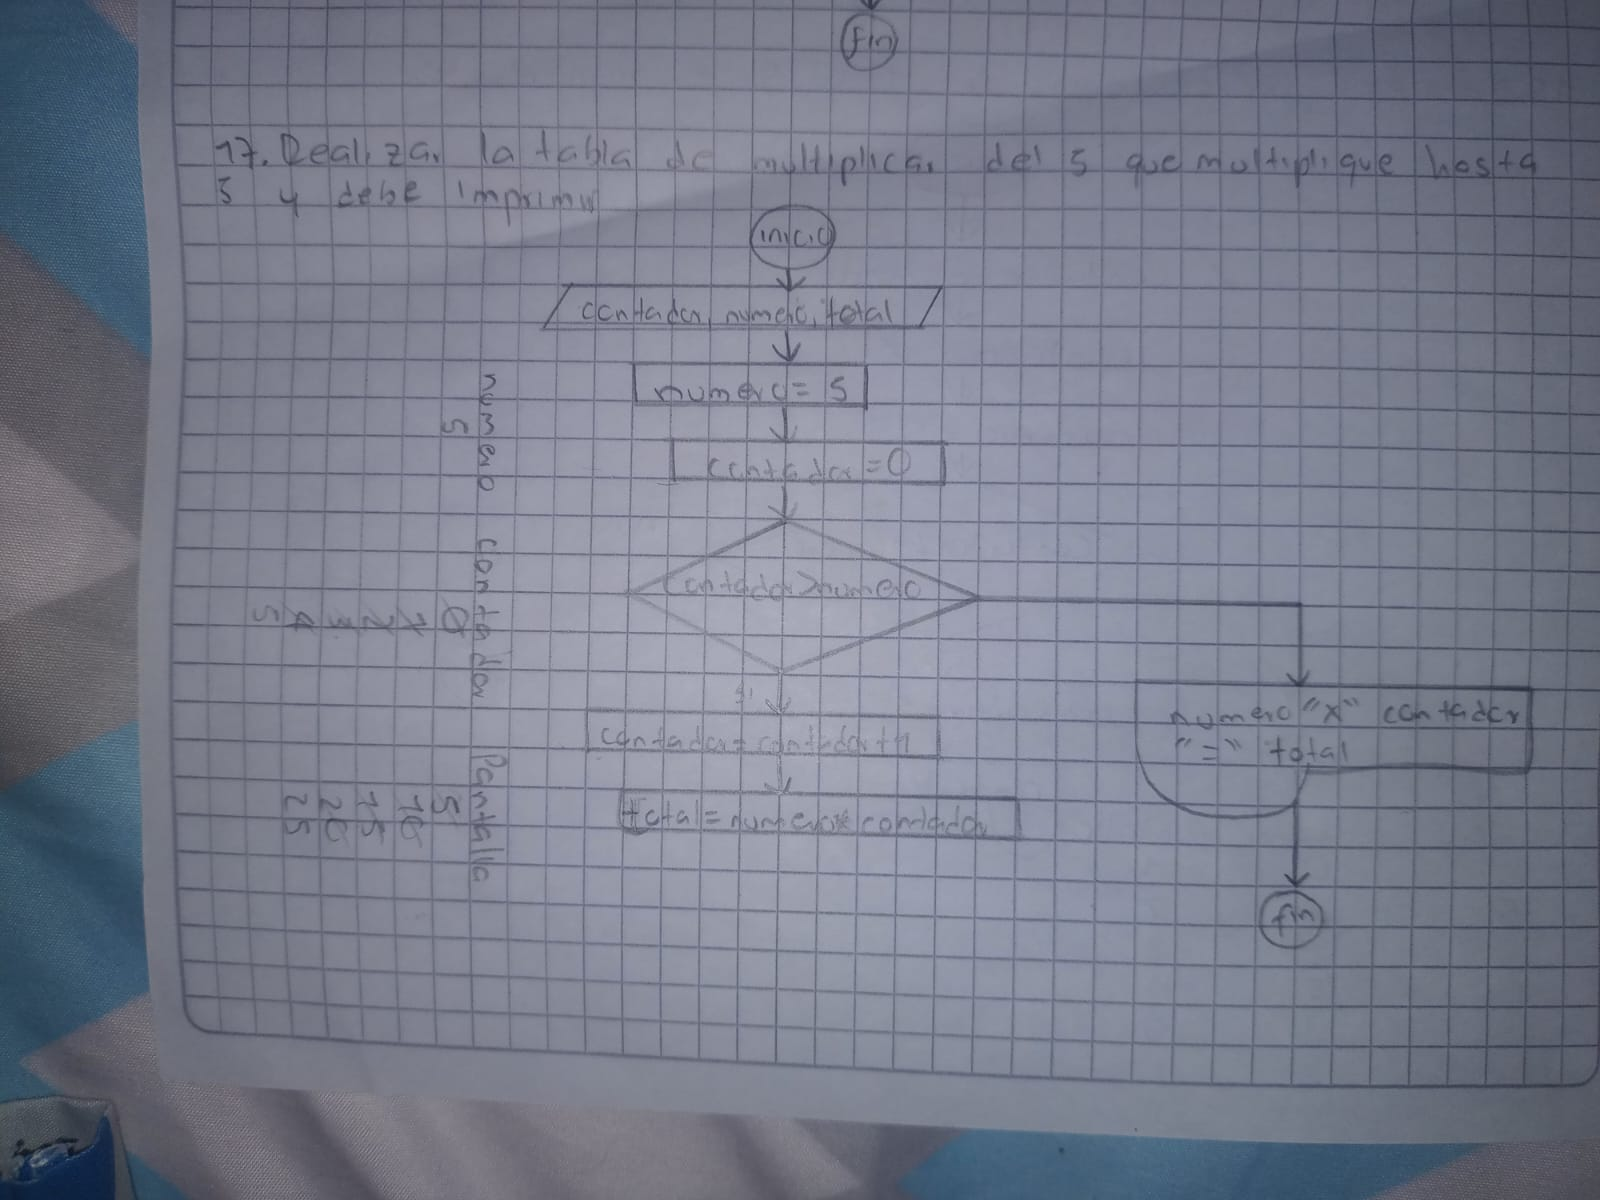 fin
17. Realizar la tabla de multiplicar del 5 que multiplique hasta
5 y debe imprimir
inicio
contador, numero, total
numero = 5
contador = 0
contador > numero
si
contador = contador + 1
total = numero * contador
numero "x" contador
"=" total
fin
numero contador Pantalla
5 0 5
1 10
2 15
3 20
4 25
5